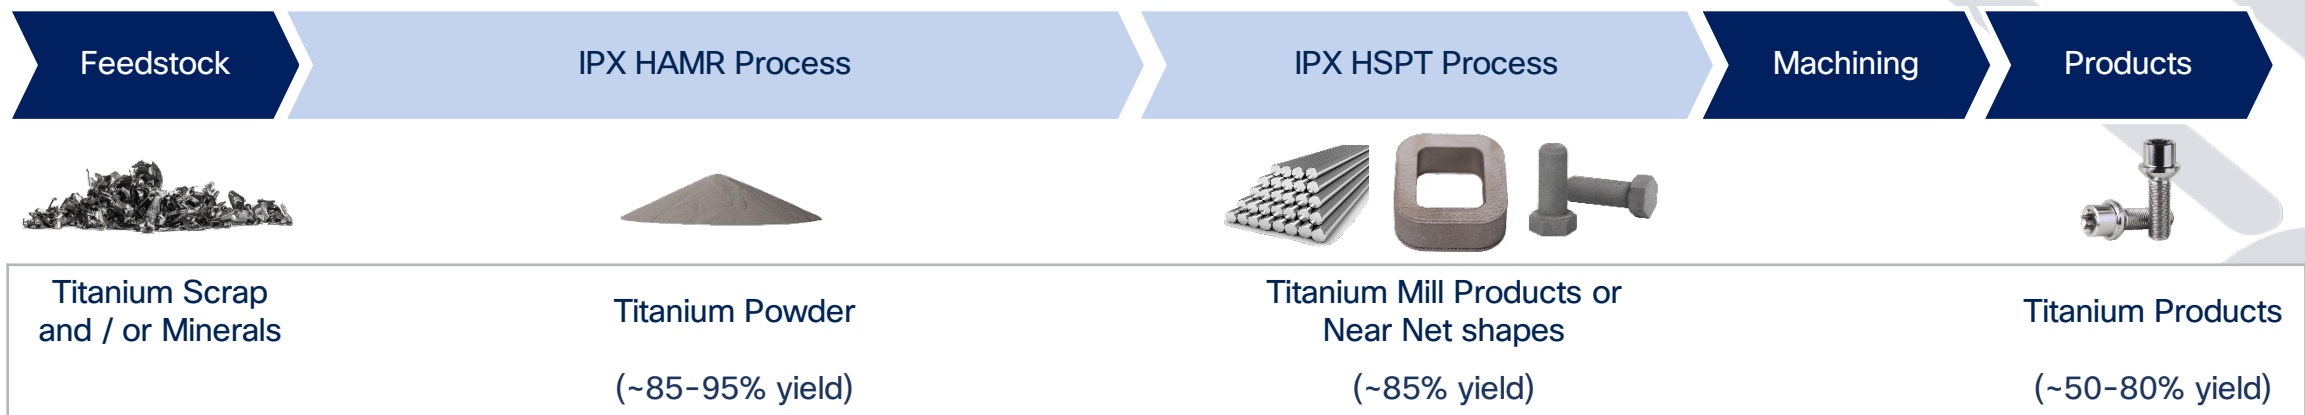 Feedstock
IPX HAMR Process
IPX HSPT Process
Machining
Products
Titanium Scrap
and / or Minerals
Titanium Powder
(~85-95% yield)
Titanium Mill Products or
Near Net shapes
(~85% yield)
Titanium Products
(~50-80% yield)